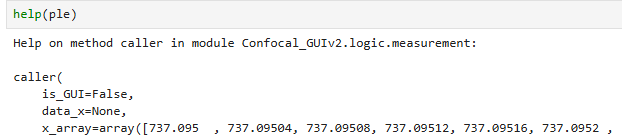 help(ple)
Help on method caller in module Confocal_GUIv2.logic.measurement:
caller(
    is_GUI=False,
    data_x=None,
    x_array=array([737.095  , 737.09504, 737.09508, 737.09512, 737.09516, 737.0952 ,